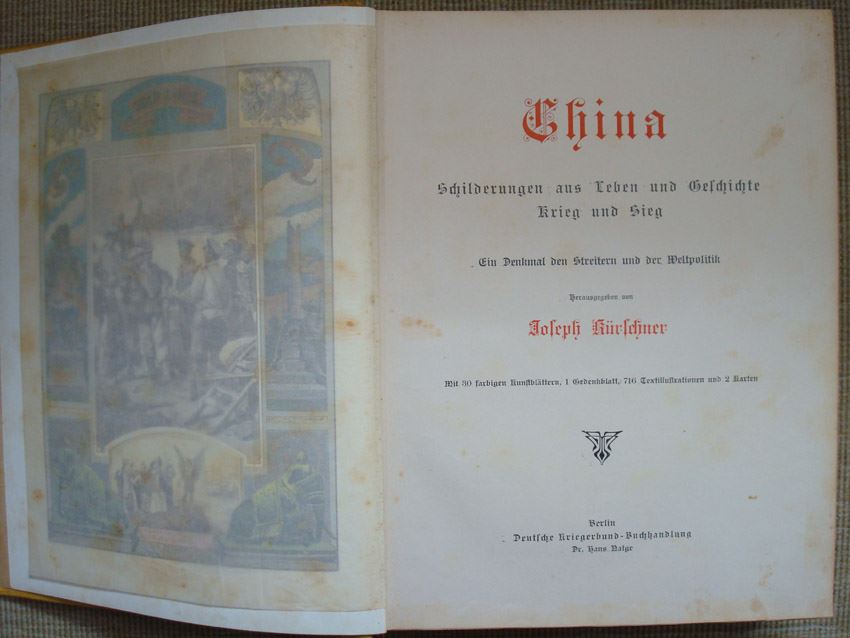 China
Schilderungen aus Leben und Geschichte
Krieg und Sieg
Ein Denkmal den Streitern und der Weltpolitik
Herausgegeben von
Joseph Kürschner
Mit 30 farbigen Kunstblättern, 1 Gedenkblatt, 716 Textillustrationen und 2 Karten
Berlin
Deutsche Kriegerbund-Buchhandlung
Dr. Hans Natge